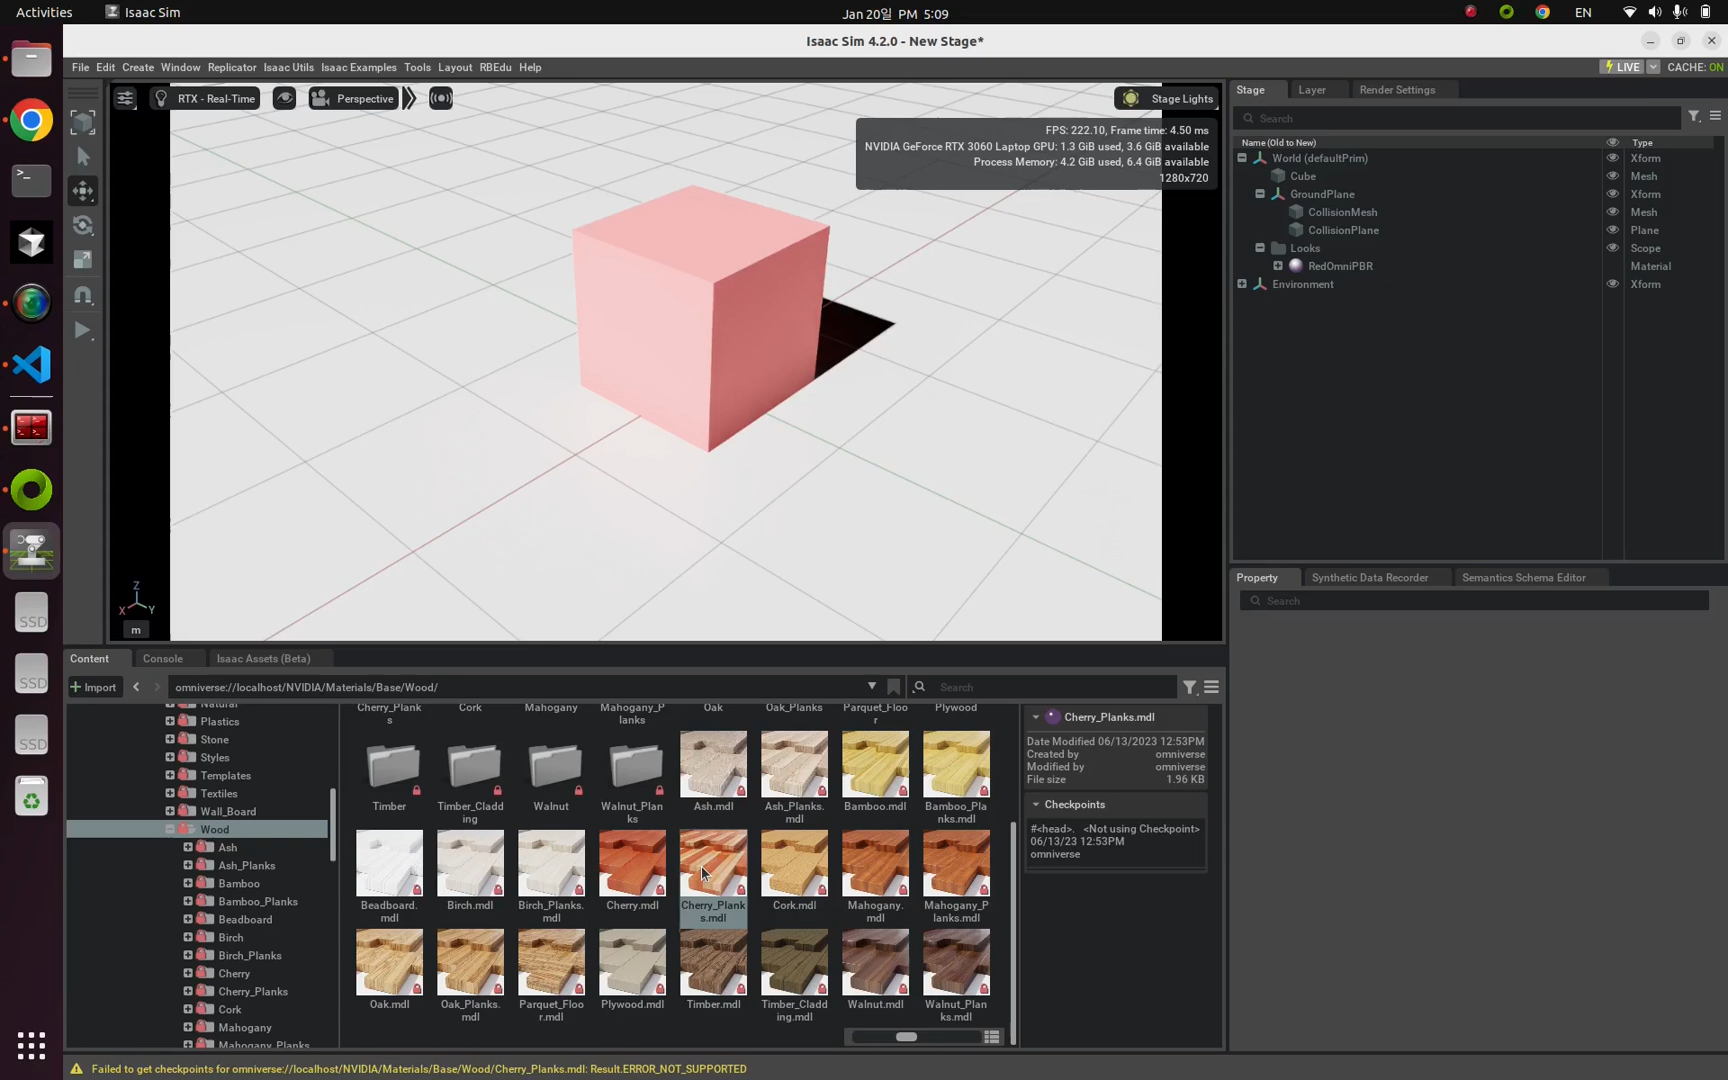 Activities
Isaac Sim
Jan 20일 PM 5:09
EN
Isaac Sim 4.2.0 - New Stage*
File Edit Create Window Replicator Isaac Utils Isaac Examples Tools Layout RBEdu Help
LIVE
CACHE: ON
RTX - Real-Time
Perspective
Stage Lights
FPS: 222.10, Frame time: 4.50 ms
NVIDIA GeForce RTX 3060 Laptop GPU: 1.3 GiB used, 3.6 GiB available
Process Memory: 4.2 GiB used, 6.4 GiB available
1280x720
Z
X
Y
m
Stage
Layer
Render Settings
Search
Name (Old to New)
Type
World (defaultPrim)
Xform
Cube
Mesh
GroundPlane
Xform
CollisionMesh
Mesh
CollisionPlane
Plane
Looks
Scope
RedOmniPBR
Material
Environment
Xform
Property
Synthetic Data Recorder
Semantics Schema Editor
Search
Content
Console
Isaac Assets (Beta)
Import
omniverse://localhost/NVIDIA/Materials/Base/Wood/
Search
Natural
Plastics
Stone
Styles
Templates
Textiles
Wall_Board
Wood
Ash
Ash_Planks
Bamboo
Bamboo_Planks
Beadboard
Birch
Birch_Planks
Cherry
Cherry_Planks
Cork
Mahogany
Mahogany_Planks
Cherry_Plank
s
Cork
Mahogany
Mahogany_P
lanks
Oak
Oak_Planks
Parquet_Floo
r
Plywood
Timber
Timber_Cladd
ing
Walnut
Walnut_Plan
ks
Ash.mdl
Ash_Planks.
mdl
Bamboo.mdl
Bamboo_Pla
nks.mdl
Beadboard.
mdl
Birch.mdl
Birch_Planks.
mdl
Cherry.mdl
Cherry_Plank
s.mdl
Cork.mdl
Mahogany.
mdl
Mahogany_P
lanks.mdl
Oak.mdl
Oak_Planks.
mdl
Parquet_Floo
r.mdl
Plywood.mdl
Timber.mdl
Timber_Cladd
ing.mdl
Walnut.mdl
Walnut_Plan
ks.mdl
Cherry_Planks.mdl
Date Modified 06/13/2023 12:53PM
Created by omniverse
Modified by omniverse
File size 1.96 KB
Checkpoints
#<head>. <Not using Checkpoint>
06/13/23 12:53PM
omniverse
SSD
SSD
SSD
Failed to get checkpoints for omniverse://localhost/NVIDIA/Materials/Base/Wood/Cherry_Planks.mdl: Result.ERROR_NOT_SUPPORTED